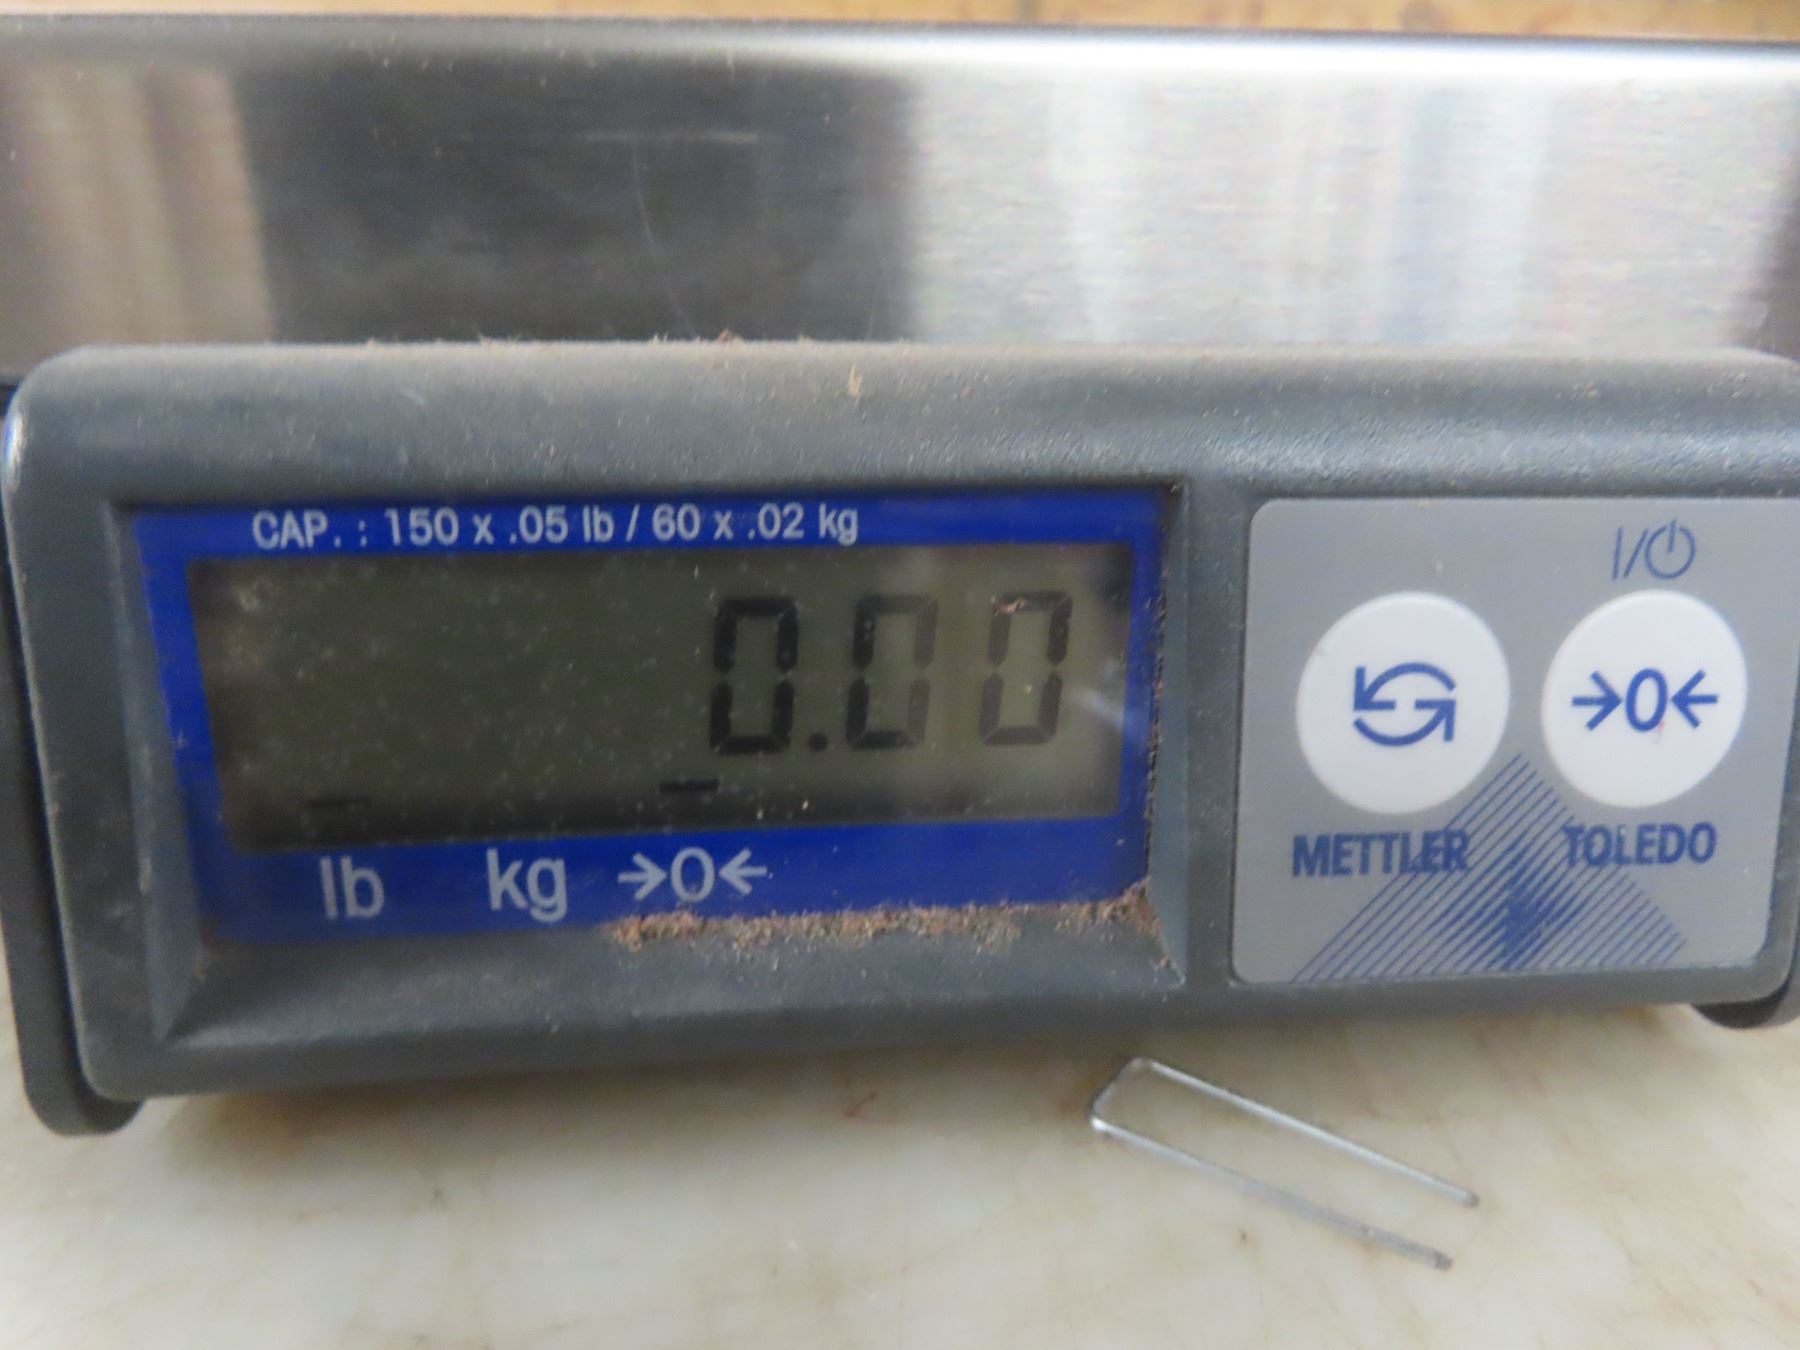 CAP. : 150 x .05 lb / 60 x .02 kg
0.00
lb kg →0←
I/⏻
→0←
METTLER TOLEDO